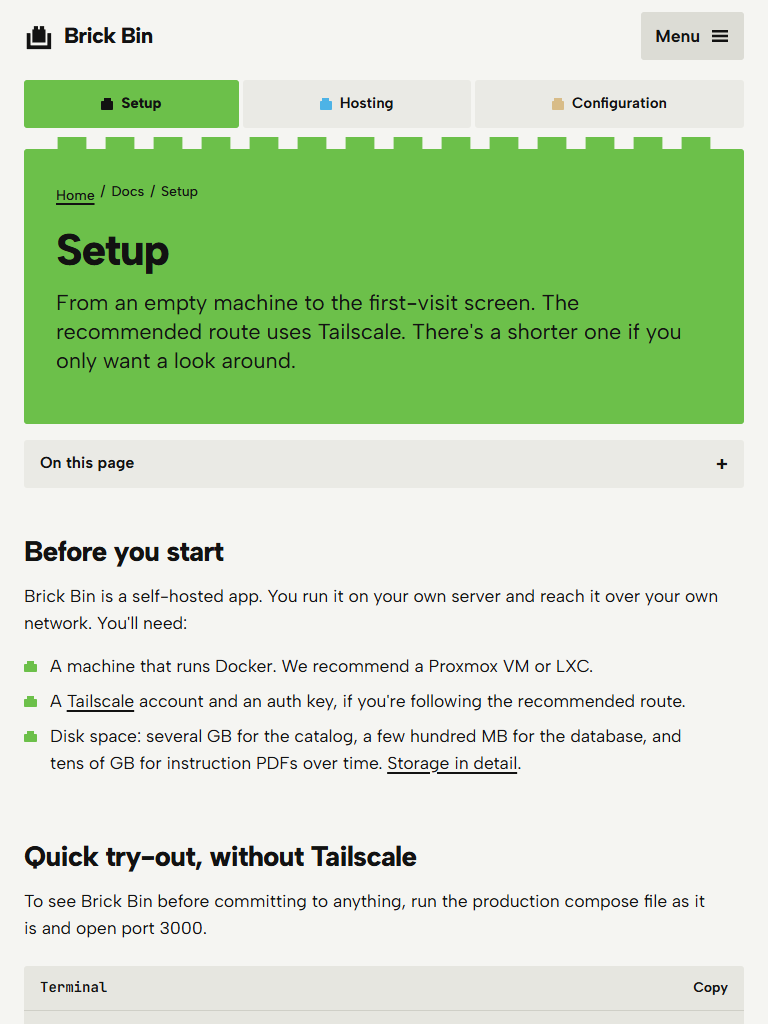 Brick Bin
Menu
Setup
Hosting
Configuration
Home / Docs / Setup
Setup
From an empty machine to the first-visit screen. The
recommended route uses Tailscale. There's a shorter one if you
only want a look around.
On this page +
Before you start
Brick Bin is a self-hosted app. You run it on your own server and reach it over your own
network. You'll need:
A machine that runs Docker. We recommend a Proxmox VM or LXC.
A Tailscale account and an auth key, if you're following the recommended route.
Disk space: several GB for the catalog, a few hundred MB for the database, and
tens of GB for instruction PDFs over time. Storage in detail.
Quick try-out, without Tailscale
To see Brick Bin before committing to anything, run the production compose file as it
is and open port 3000.
Terminal
Copy